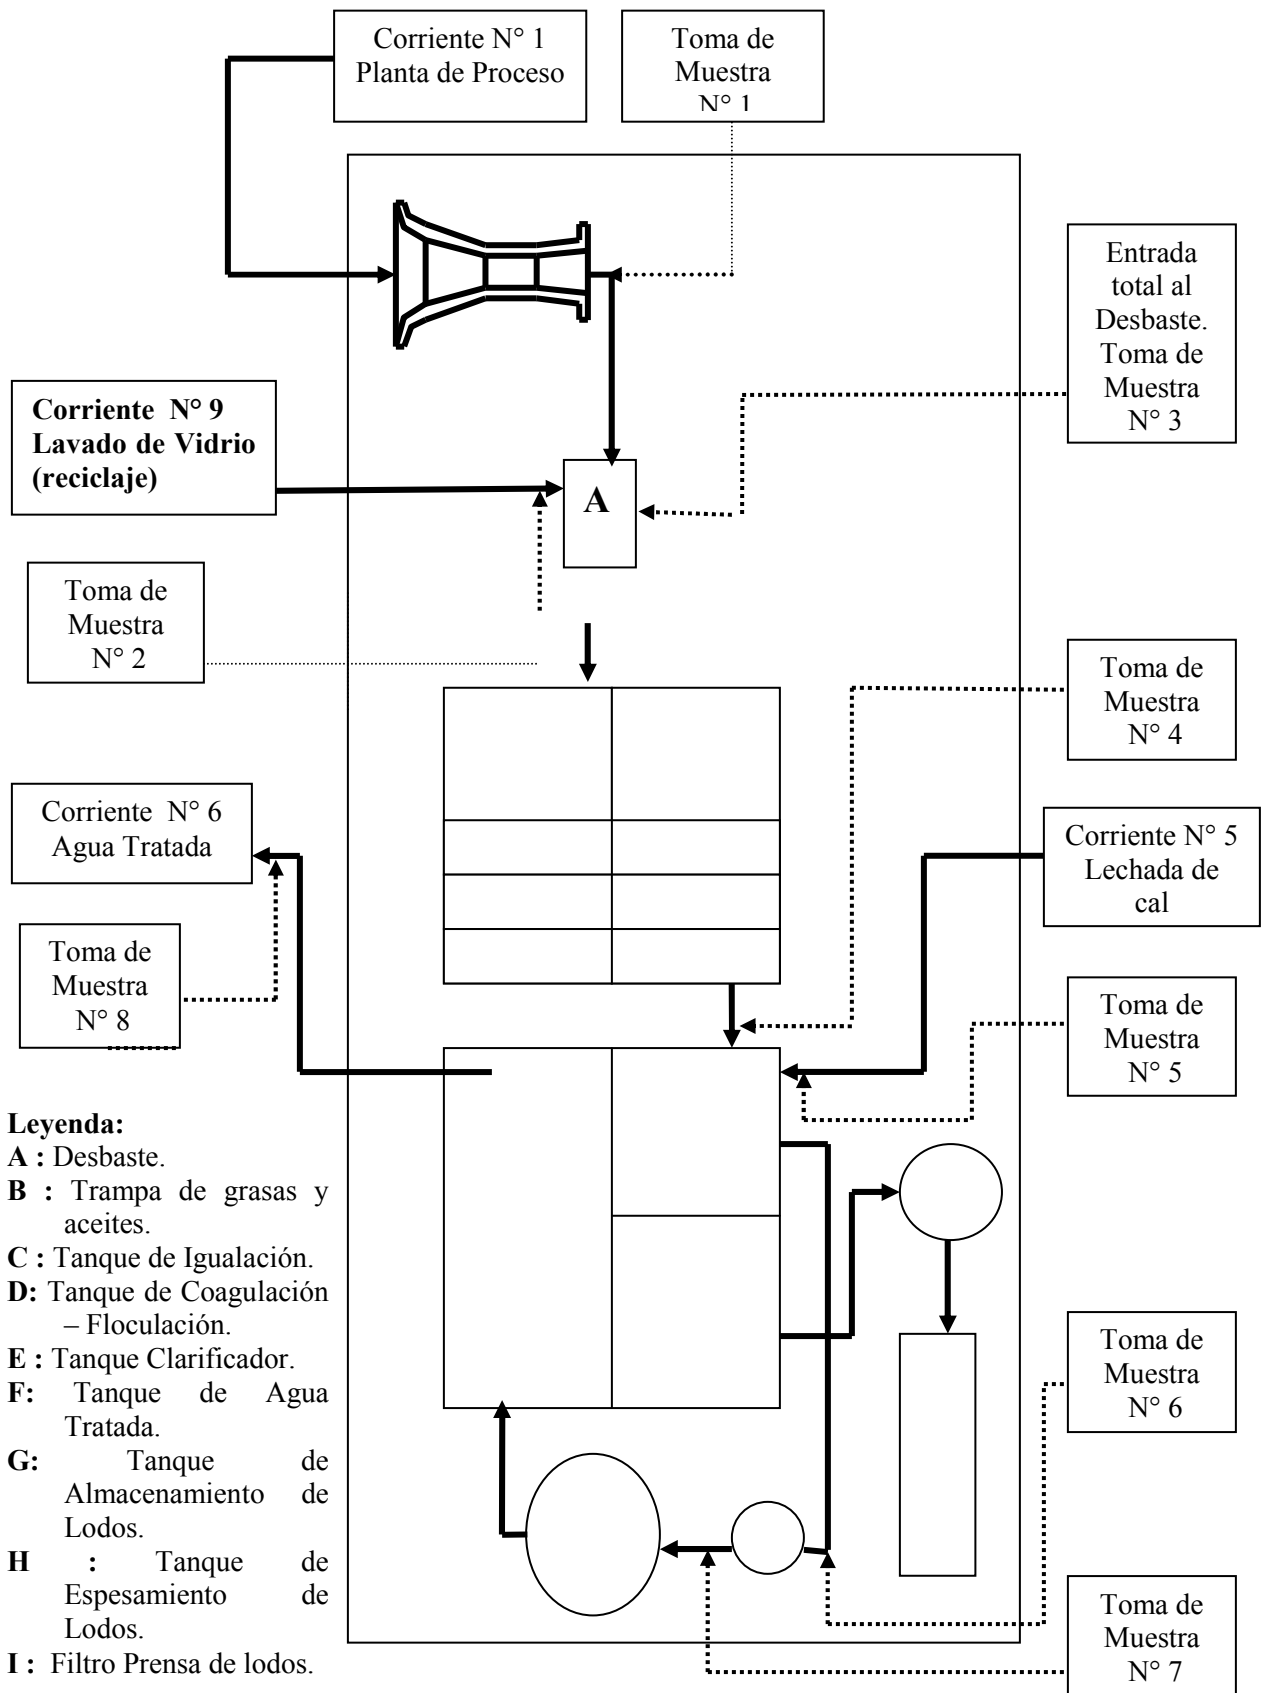 Corriente N° 1
Planta de Proceso
Toma de
Muestra
N° 1
Entrada
total al
Desbaste.
Toma de
Muestra
N° 3
Corriente N° 9
Lavado de Vidrio
(reciclaje)
A
Toma de
Muestra
N° 2
Toma de
Muestra
N° 4
Corriente N° 6
Agua Tratada
Corriente N° 5
Lechada de
cal
Toma de
Muestra
N° 8
Toma de
Muestra
N° 5
Leyenda:
A : Desbaste.
B : Trampa de grasas y
aceites.
C : Tanque de Igualación.
D: Tanque de Coagulación
– Floculación.
E : Tanque Clarificador.
F: Tanque de Agua
Tratada.
G: Tanque de
Almacenamiento de
Lodos.
H : Tanque de
Espesamiento de
Lodos.
I : Filtro Prensa de lodos.
Toma de
Muestra
N° 6
Toma de
Muestra
N° 7